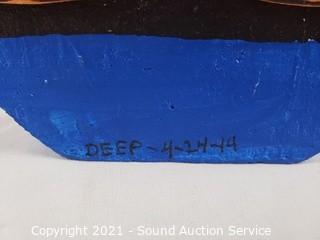 DEEP - 4-24-14
Copyright 2021 - Sound Auction Service